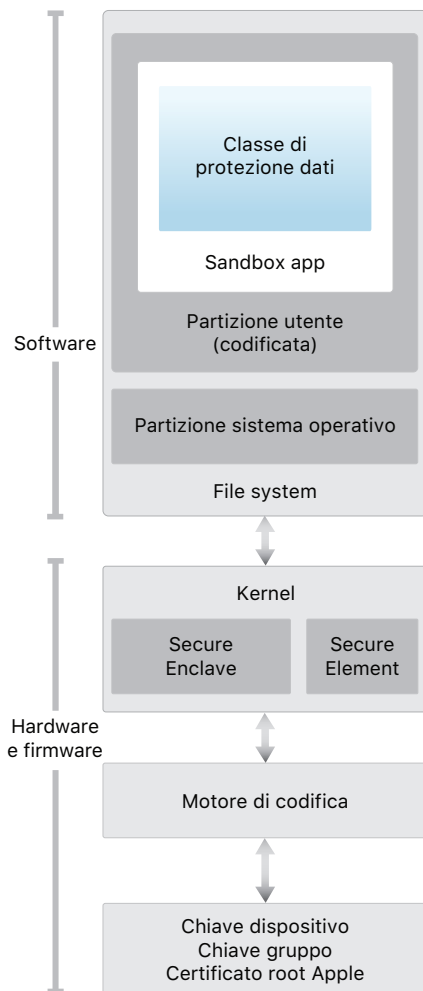 Classe di
protezione dati
Sandbox app
Partizione utente
(codificata)
Software
Partizione sistema operativo
File system
Kernel
Secure
Enclave
Secure
Element
Hardware
e firmware
Motore di codifica
Chiave dispositivo
Chiave gruppo
Certificato root Apple